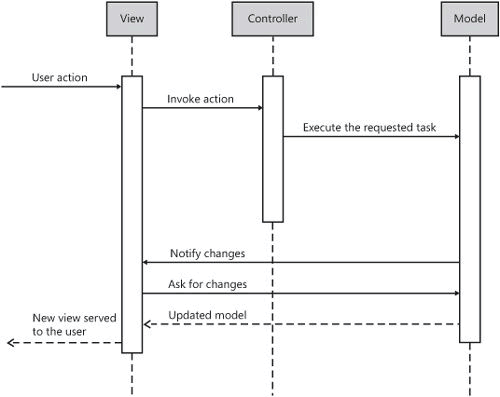 View
Controller
Model
User action
Invoke action
Execute the requested task
Notify changes
Ask for changes
Updated model
New view served
to the user